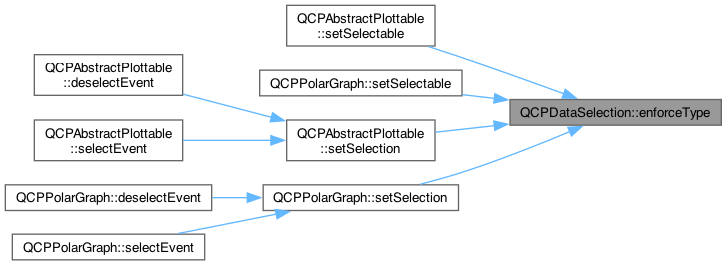 QCPAbstractPlottable
::setSelectable
QCPAbstractPlottable
::deselectEvent
QCPPolarGraph::setSelectable
QCPDataSelection::enforceType
QCPAbstractPlottable
::selectEvent
QCPAbstractPlottable
::setSelection
QCPPolarGraph::deselectEvent
QCPPolarGraph::setSelection
QCPPolarGraph::selectEvent